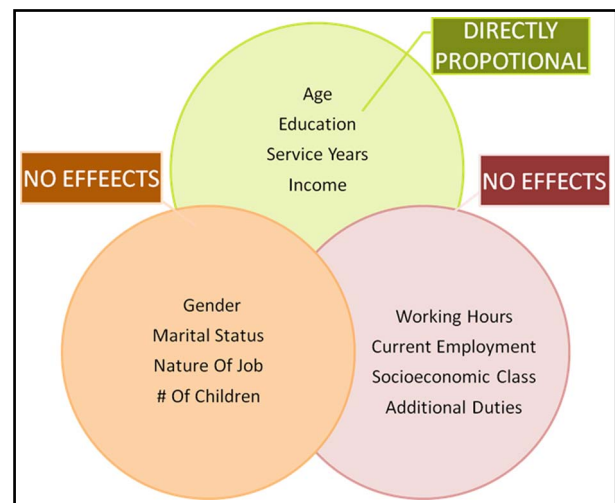 DIRECTLY
PROPOTIONAL
Age
Education
Service Years
Income
NO EFFEECTS
NO EFFECTS
Gender
Marital Status
Nature Of Job
# Of Children
Working Hours
Current Employment
Socioeconomic Class
Additional Duties